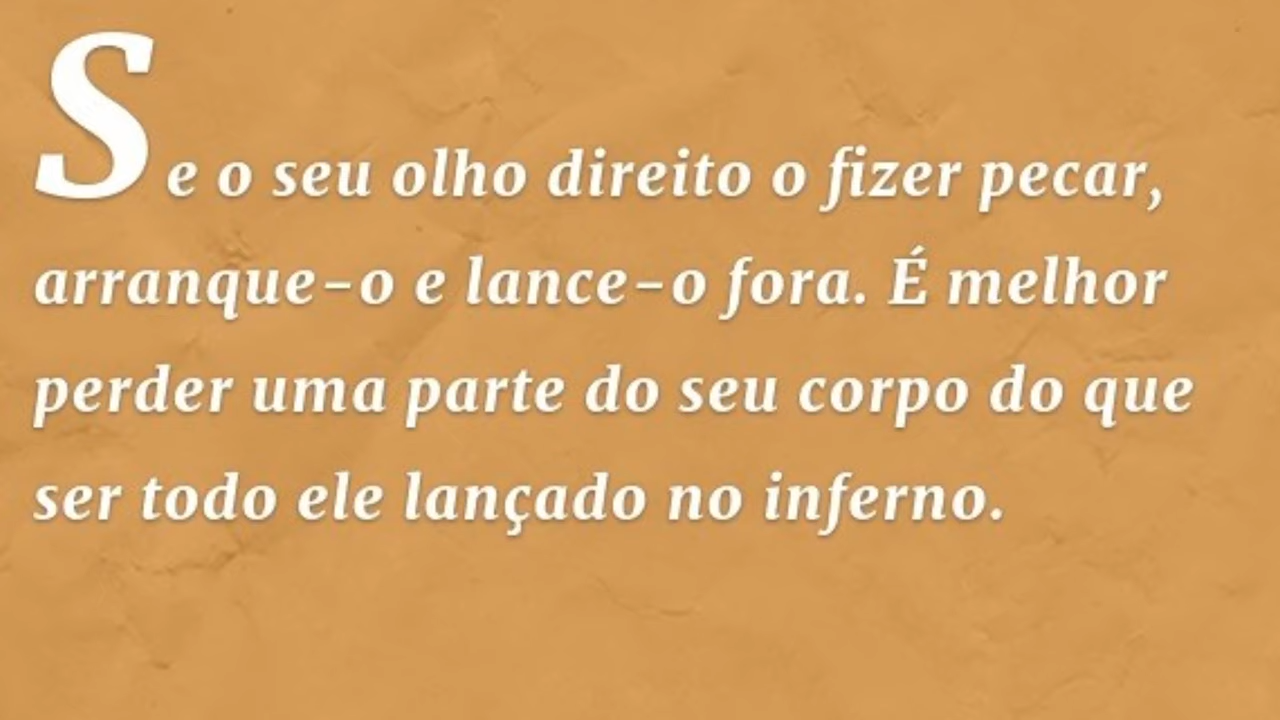 Se o seu olho direito o fizer pecar,
arranque-o e lance-o fora. É melhor
perder uma parte do seu corpo do que
ser todo ele lançado no inferno.